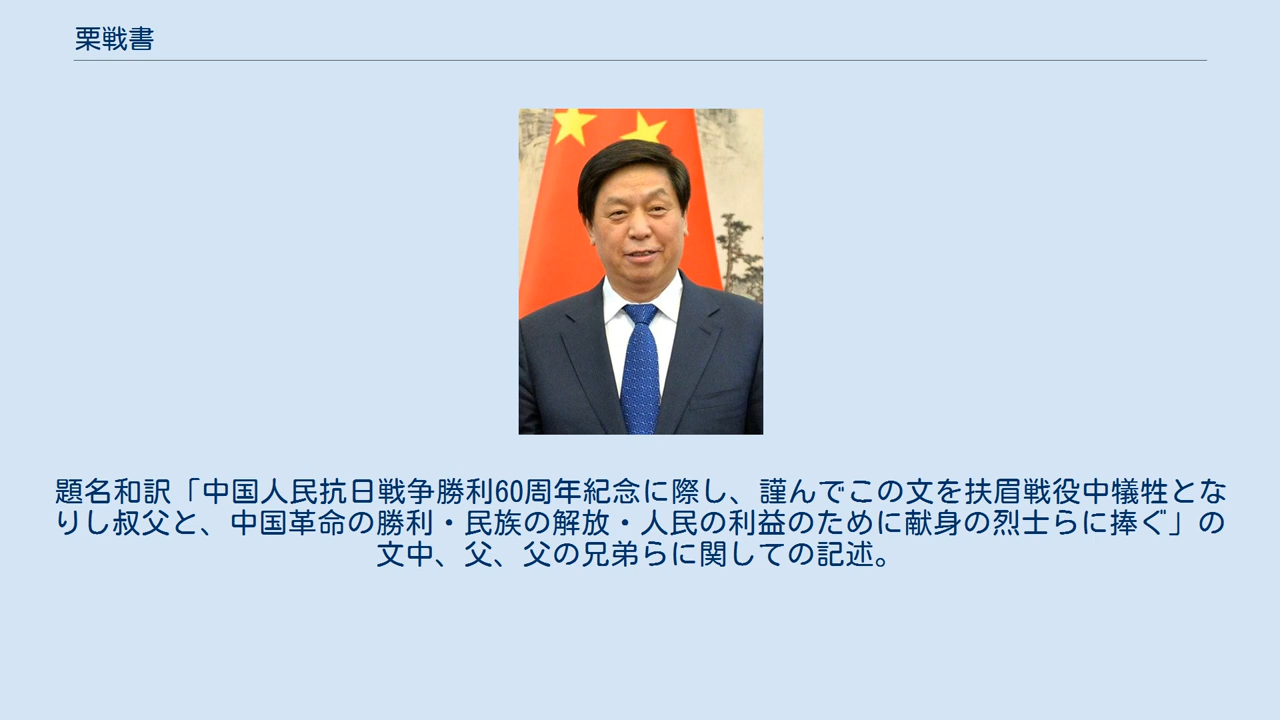 栗戦書
題名和訳「中国人民抗日戦争勝利60周年紀念に際し、謹んでこの文を扶眉戦役中犠牲とな
りし叔父と、中国革命の勝利・民族の解放・人民の利益のために献身の烈士らに捧ぐ」の
文中、父、父の兄弟らに関しての記述。